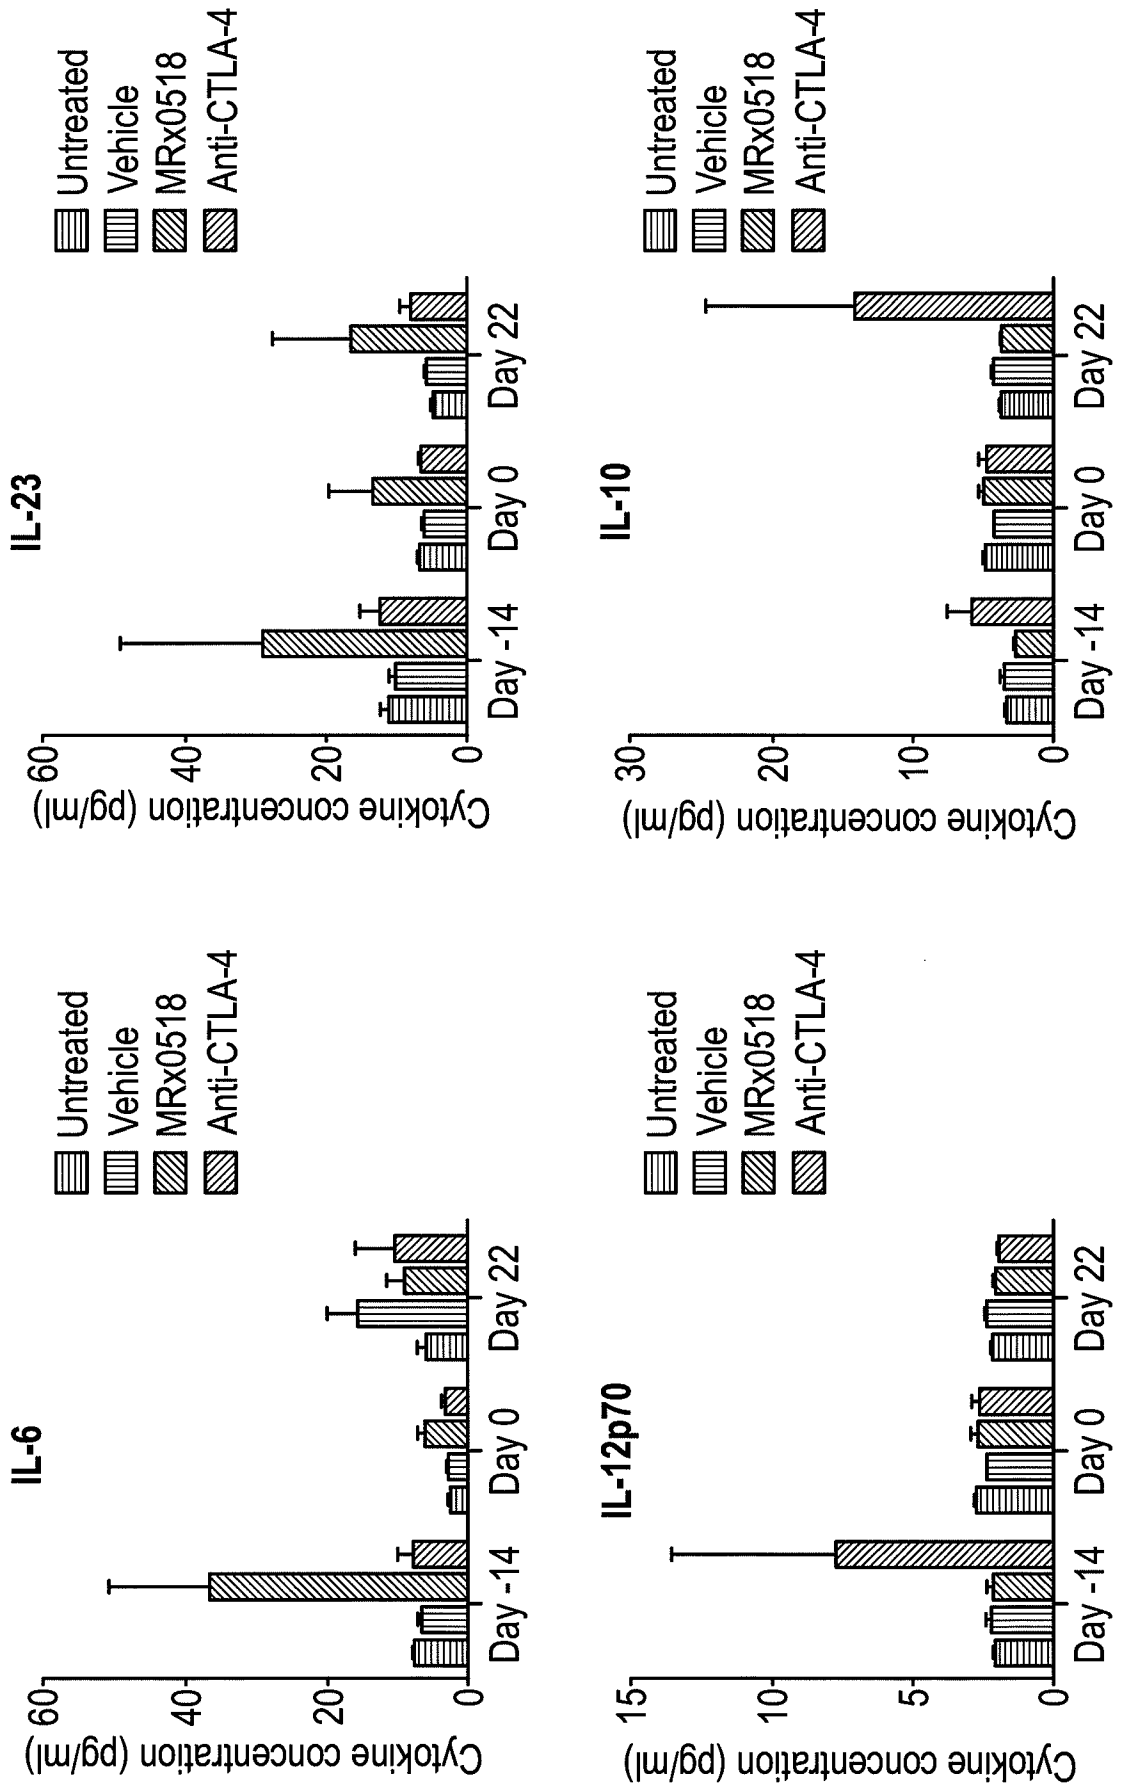 IL-6
Cytokine concentration (pg/ml)
60
40
20
0
Day -14
Day 0
Day 22
Untreated
Vehicle
MRx0518
Anti-CTLA-4
IL-23
Cytokine concentration (pg/ml)
60
40
20
0
Day -14
Day 0
Day 22
Untreated
Vehicle
MRx0518
Anti-CTLA-4
IL-12p70
Cytokine concentration (pg/ml)
15
10
5
0
Day -14
Day 0
Day 22
Untreated
Vehicle
MRx0518
Anti-CTLA-4
IL-10
Cytokine concentration (pg/ml)
30
20
10
0
Day -14
Day 0
Day 22
Untreated
Vehicle
MRx0518
Anti-CTLA-4